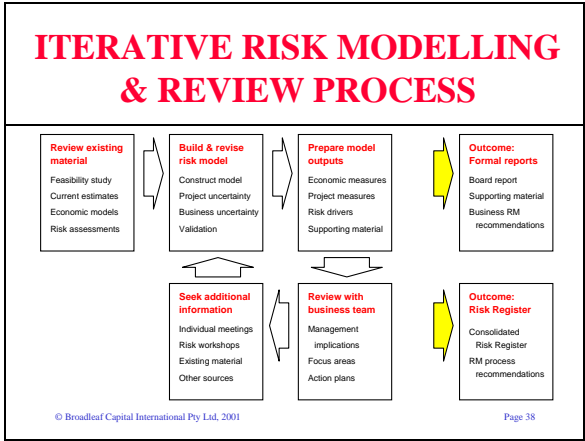 ITERATIVE RISK MODELLING
& REVIEW PROCESS
Review existing
material
Feasibility study
Current estimates
Economic models
Risk assessments
Build & revise
risk model
Construct model
Project uncertainty
Business uncertainty
Validation
Prepare model
outputs
Economic measures
Project measures
Risk drivers
Supporting material
Outcome:
Formal reports
Board report
Supporting material
Business RM
recommendations
Seek additional
information
Individual meetings
Risk workshops
Existing material
Other sources
Review with
business team
Management
implications
Focus areas
Action plans
Outcome:
Risk Register
Consolidated
Risk Register
RM process
recommendations
© Broadleaf Capital International Pty Ltd, 2001
Page 38